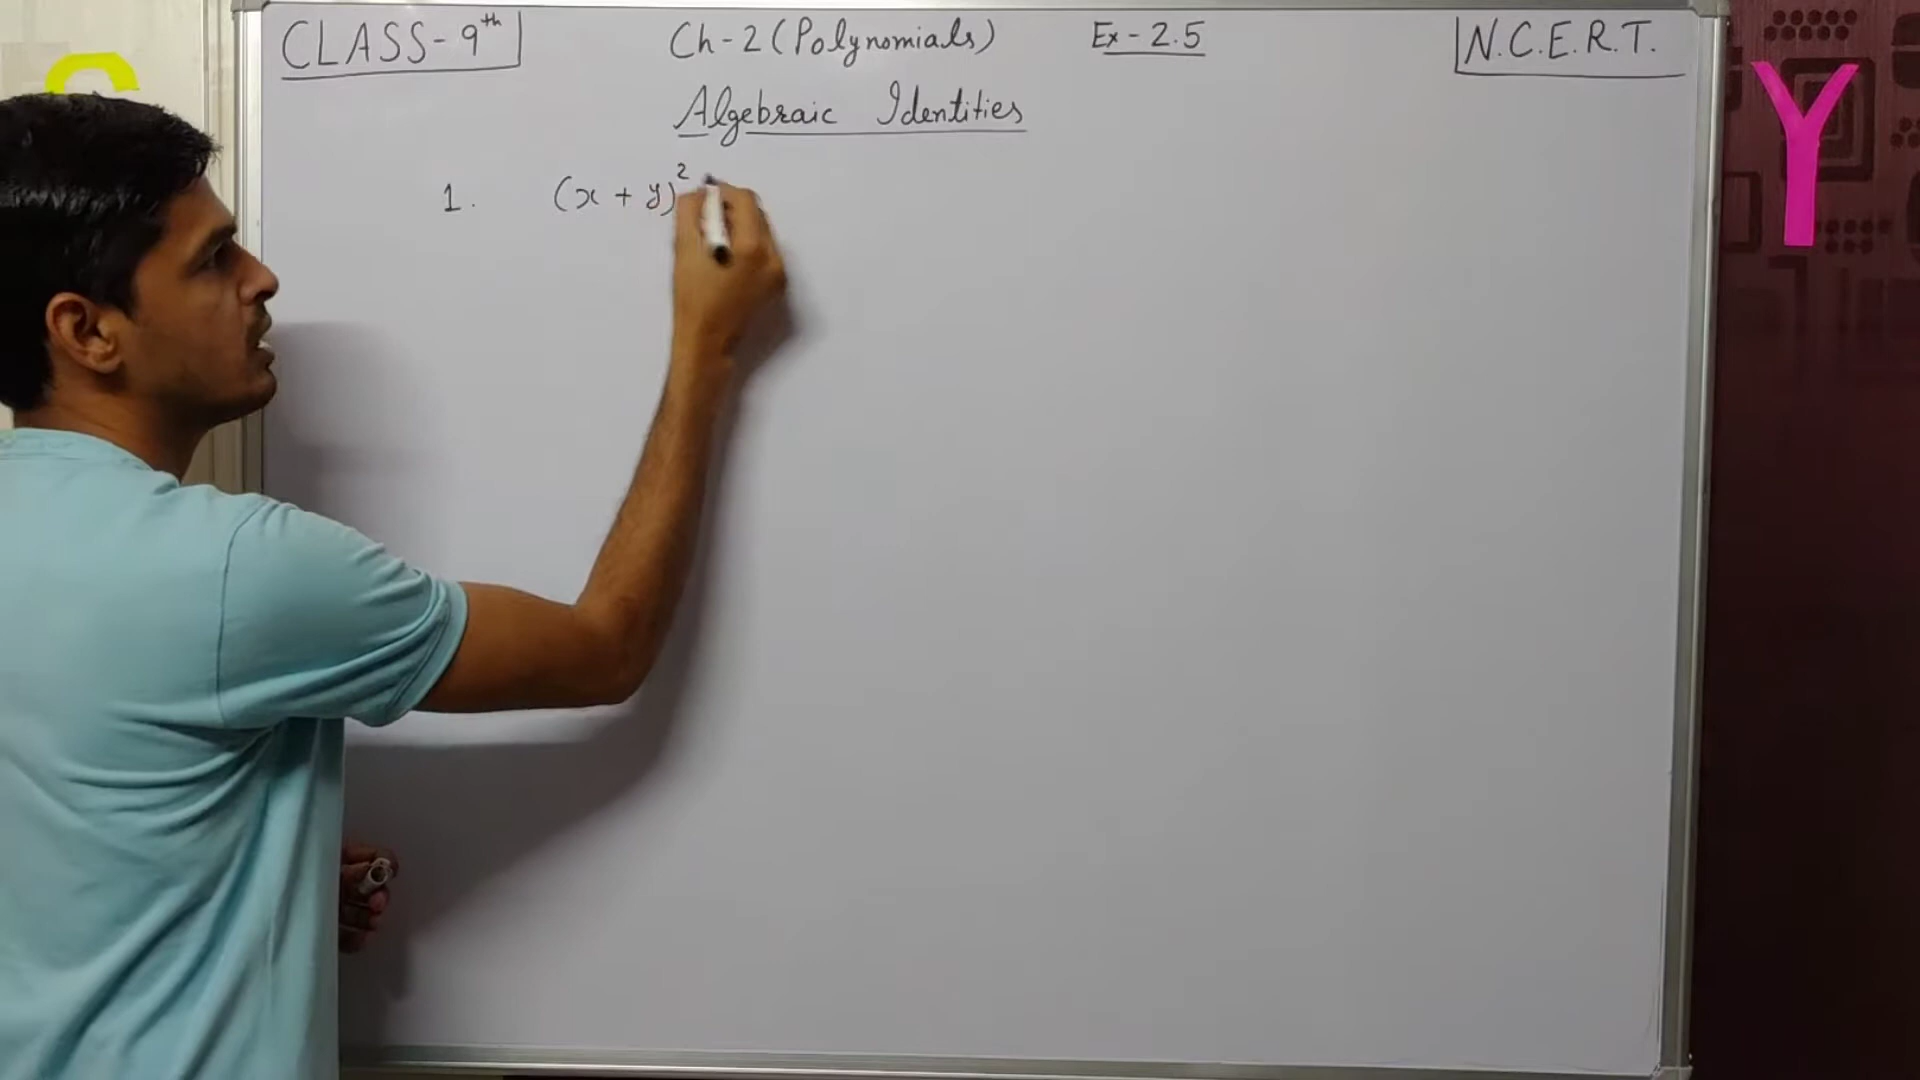 CLASS-9th Ch-2 (Polynomials) Ex-2.5 N.C.E.R.T.
Algebraic Identities
1. (x + y)²
Y